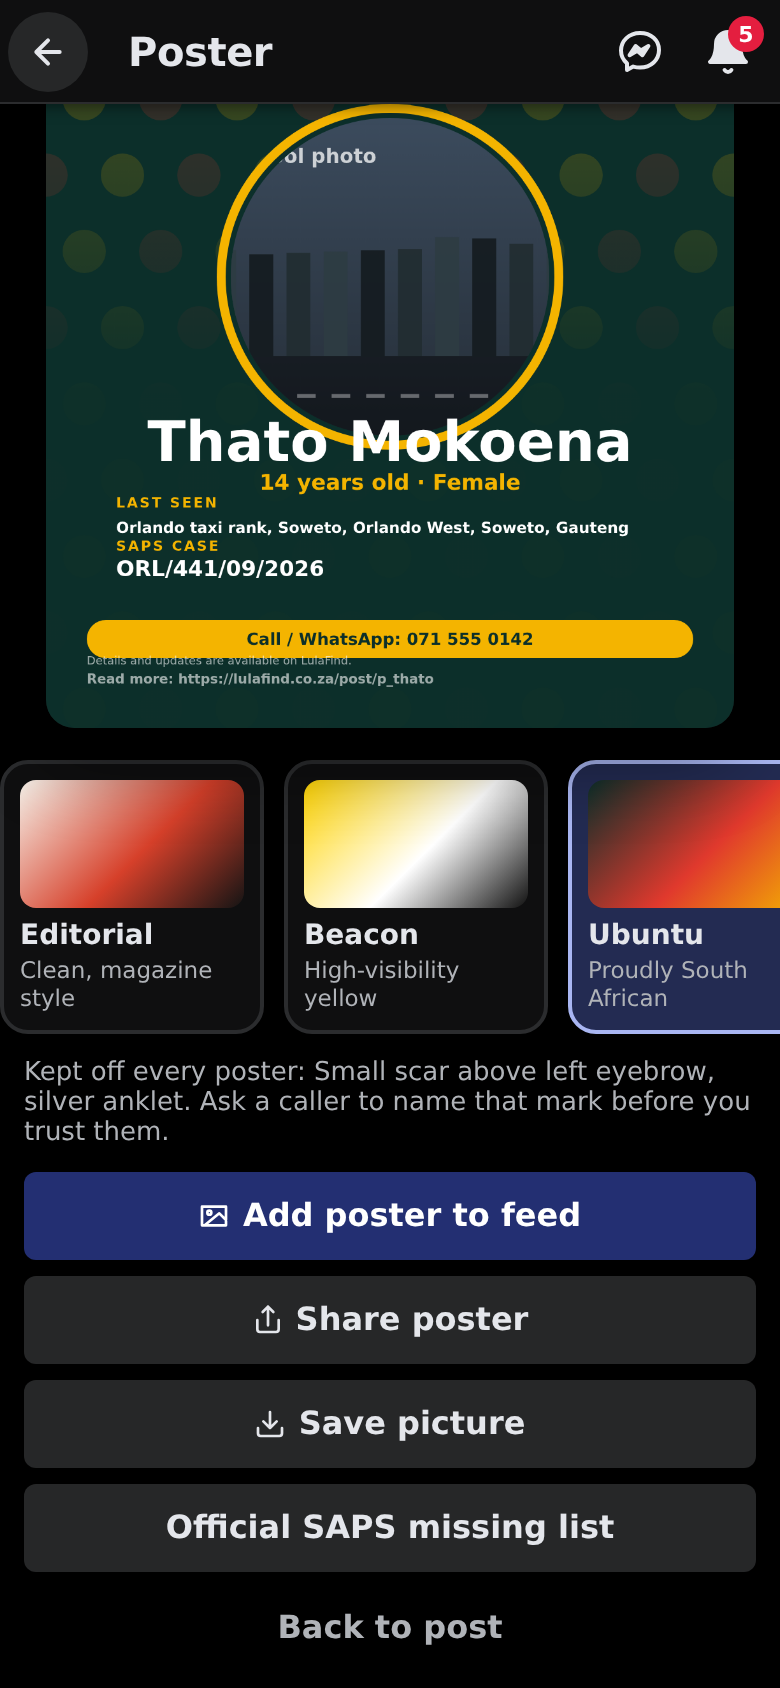 Poster
5
ol photo
Thato Mokoena
14 years old · Female
LAST SEEN
Orlando taxi rank, Soweto, Orlando West, Soweto, Gauteng
SAPS CASE
ORL/441/09/2026
Call / WhatsApp: 071 555 0142
Details and updates are available on LulaFind.
Read more: https://lulafind.co.za/post/p_thato
Editorial
Clean, magazine
style
Beacon
High-visibility
yellow
Ubuntu
Proudly South
African
Kept off every poster: Small scar above left eyebrow,
silver anklet. Ask a caller to name that mark before you
trust them.
Add poster to feed
Share poster
Save picture
Official SAPS missing list
Back to post